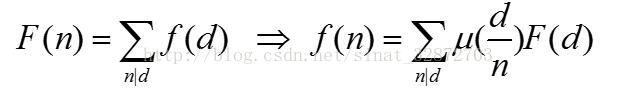 F(n) = ∑_{n|d} f(d) ⇒ f(n) = ∑_{n|d} μ(d/n)F(d)